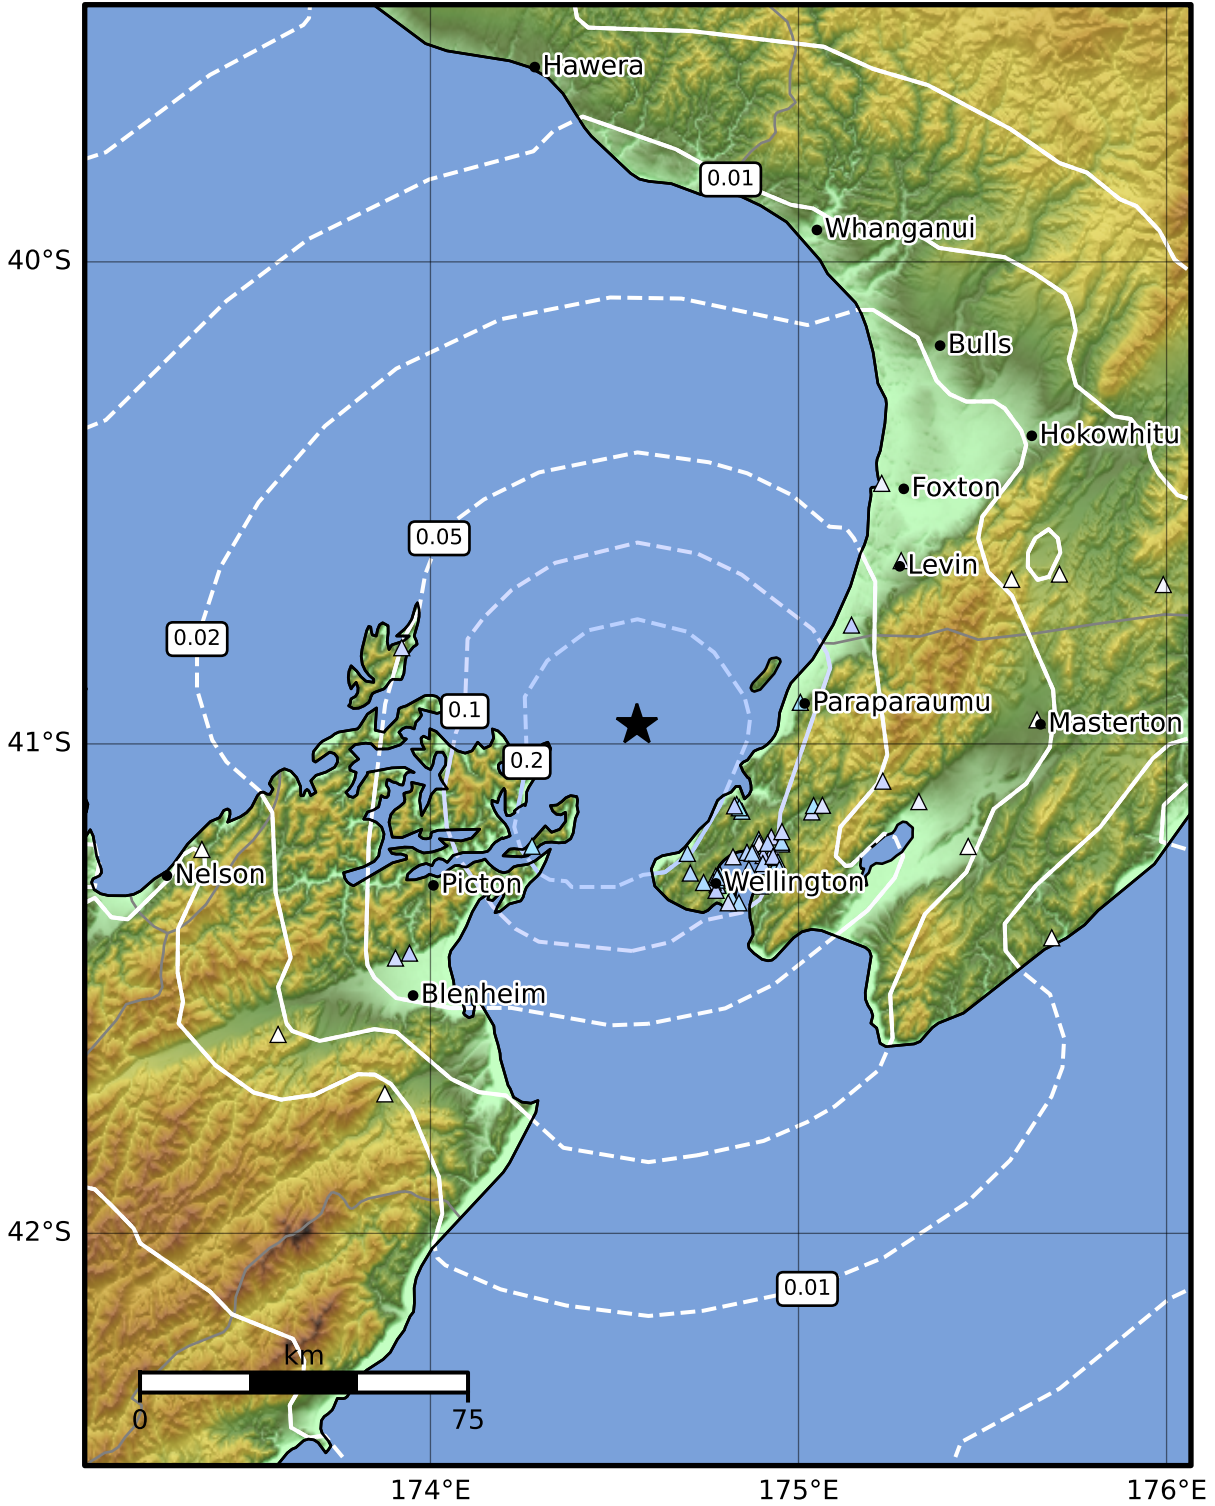 Hawera
0.01
Whanganui
40°S
Bulls
Hokowhitu
Foxton
0.05
Levin
0.02
Paraparaumu
0.1
Masterton
41°S
0.2
Nelson
Picton
Wellington
Blenheim
42°S
0.01
km
0
75
174°E
175°E
176°E